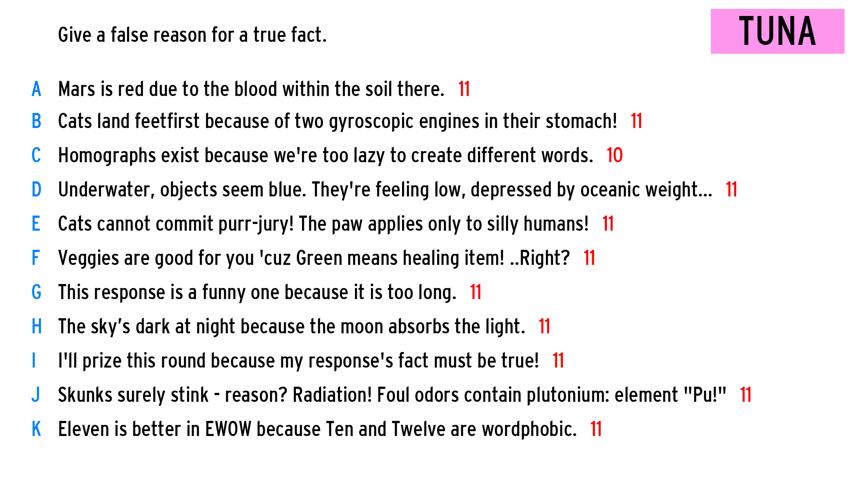 Give a false reason for a true fact.
TUNA
A Mars is red due to the blood within the soil there. 11
B Cats land feetfirst because of two gyroscopic engines in their stomach! 11
C Homographs exist because we're too lazy to create different words. 10
D Underwater, objects seem blue. They're feeling low, depressed by oceanic weight... 11
E Cats cannot commit purr-jury! The paw applies only to silly humans! 11
F Veggies are good for you 'cuz Green means healing item! ..Right? 11
G This response is a funny one because it is too long. 11
H The sky’s dark at night because the moon absorbs the light. 11
I I'll prize this round because my response's fact must be true! 11
J Skunks surely stink - reason? Radiation! Foul odors contain plutonium: element "Pu!" 11
K Eleven is better in EWOW because Ten and Twelve are wordphobic. 11